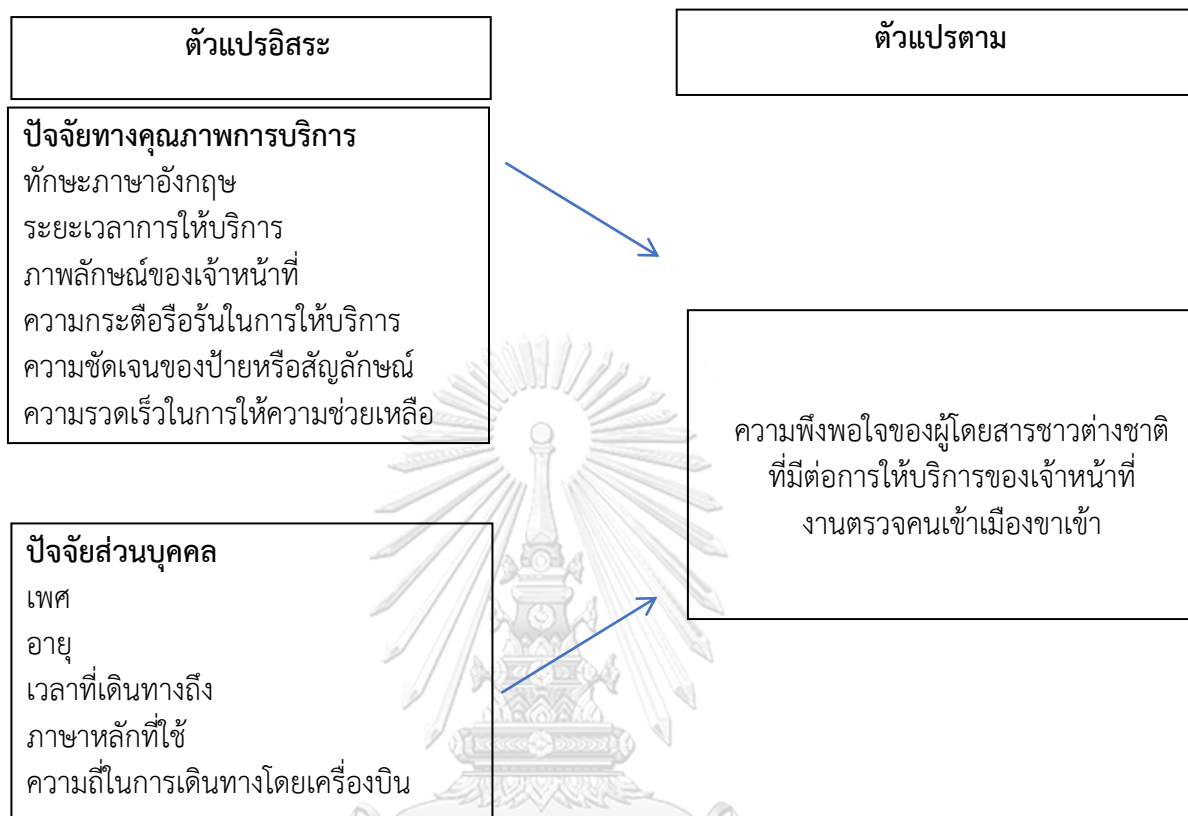 ตัวแปรอิสระ
ตัวแปรตาม
ปัจจัยทางคุณภาพการบริการ
ทักษะภาษาอังกฤษ
ระยะเวลาการให้บริการ
ภาพลักษณ์ของเจ้าหน้าที่
ความกระตือรือร้นในการให้บริการ
ความชัดเจนของป้ายหรือสัญลักษณ์
ความรวดเร็วในการให้ความช่วยเหลือ
ความพึงพอใจของผู้โดยสารชาวต่างชาติ
ที่มีต่อการให้บริการของเจ้าหน้าที่
งานตรวจคนเข้าเมืองขาเข้า
ปัจจัยส่วนบุคคล
เพศ
อายุ
เวลาที่เดินทางถึง
ภาษาหลักที่ใช้
ความถี่ในการเดินทางโดยเครื่องบิน